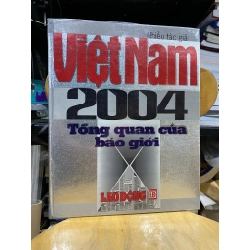 Nhiều tác giả
Việt Nam
2004
Tổng quan của
báo giới
LAO ĐỘNG